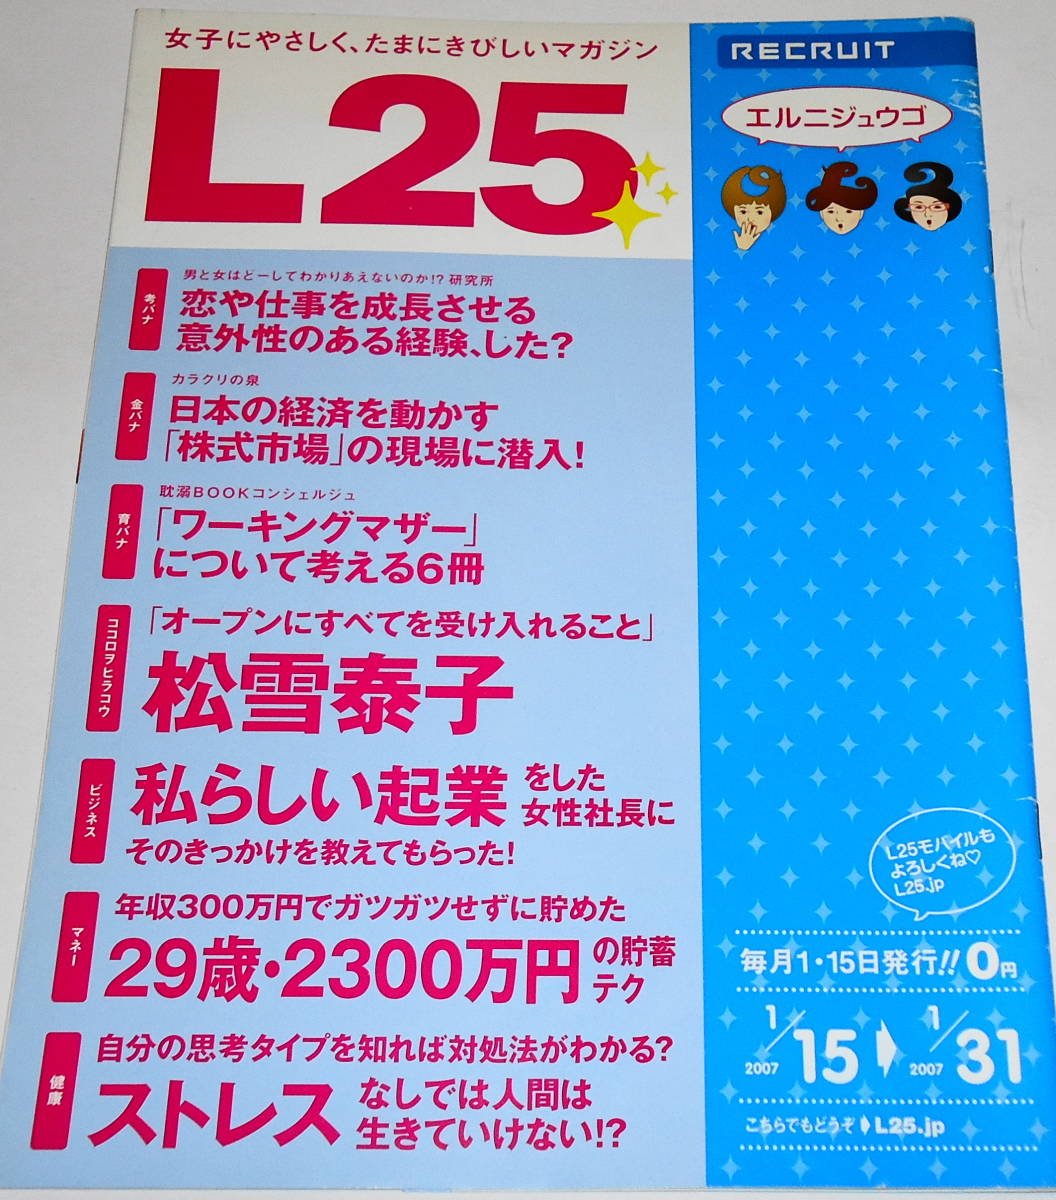 女子にやさしく、たまにきびしいマガジン
L25
RECRUIT
エルニジュウゴ
考バナ
男と女はどーしてわかりあえないのか!? 研究所
恋や仕事を成長させる
意外性のある経験、した?
金バナ
カラクリの泉
日本の経済を動かす
「株式市場」の現場に潜入!
育バナ
耽溺BOOKコンシェルジュ
「ワーキングマザー」
について考える6冊
ココロヲヒラコウ
「オープンにすべてを受け入れること」
松雪泰子
ビジネス
私らしい起業をした
女性社長に
そのきっかけを教えてもらった!
マネー
年収300万円でガツガツせずに貯めた
29歳・2300万円の貯蓄
テク
健康
自分の思考タイプを知れば対処法がわかる?
ストレスなしでは人間は
生きていけない!?
L25モバイルも
よろしくね♡
L25.jp
毎月1・15日発行!! 0円
2007 1/15 ▶ 2007 1/31
こちらでもどうぞ▶L25.jp